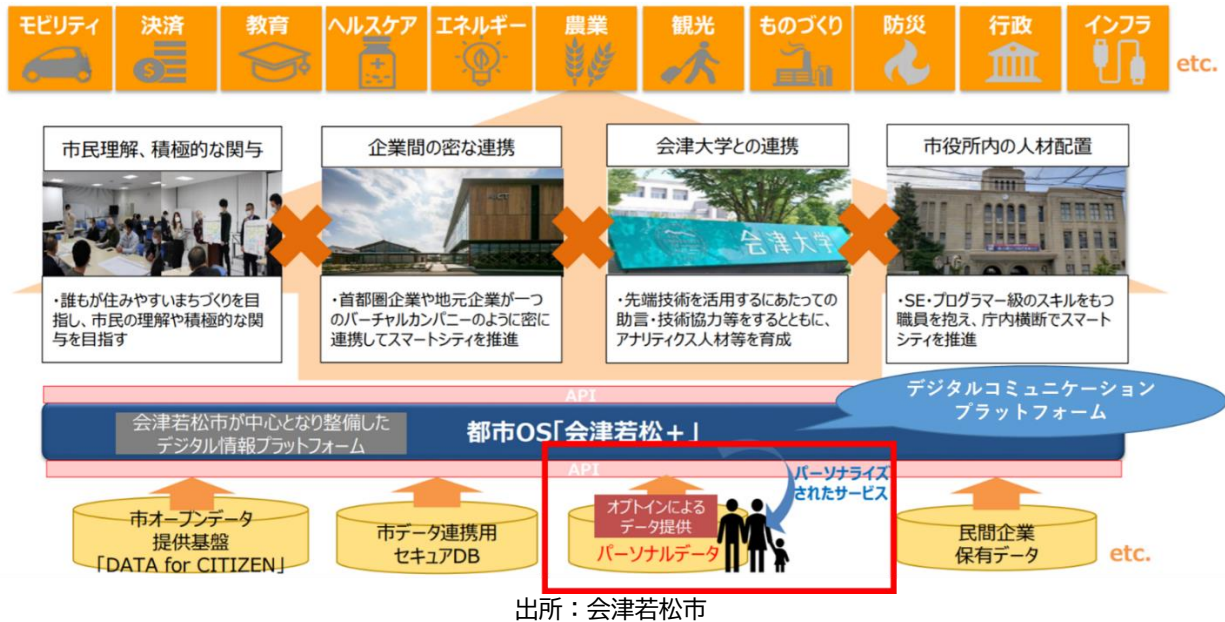 モビリティ
決済
教育
ヘルスケア
エネルギー
農業
観光
ものづくり
防災
行政
インフラ
etc.
市民理解、積極的な関与
企業間の密な連携
会津大学との連携
市役所内の人材配置
AiCT
会津大学
・誰もが住みやすいまちづくりを目
指し、市民の理解や積極的な関
与を目指す
・首都圏企業や地元企業が一つ
のバーチャルカンパニーのように密に
連携してスマートシティを推進
・先端技術を活用するにあたっての
助言・技術協力等をするとともに、
アナリティクス人材等を育成
・SE・プログラマー級のスキルをもつ
職員を抱え、庁内横断でスマート
シティを推進
API
デジタルコミュニケーション
プラットフォーム
会津若松市が中心となり整備した
デジタル情報プラットフォーム
都市OS「会津若松+」
API
パーソナライズ
されたサービス
市オープンデータ
提供基盤
「DATA for CITIZEN」
市データ連携用
セキュアDB
オプトインによる
データ提供
パーソナルデータ
民間企業
保有データ
etc.
出所：会津若松市